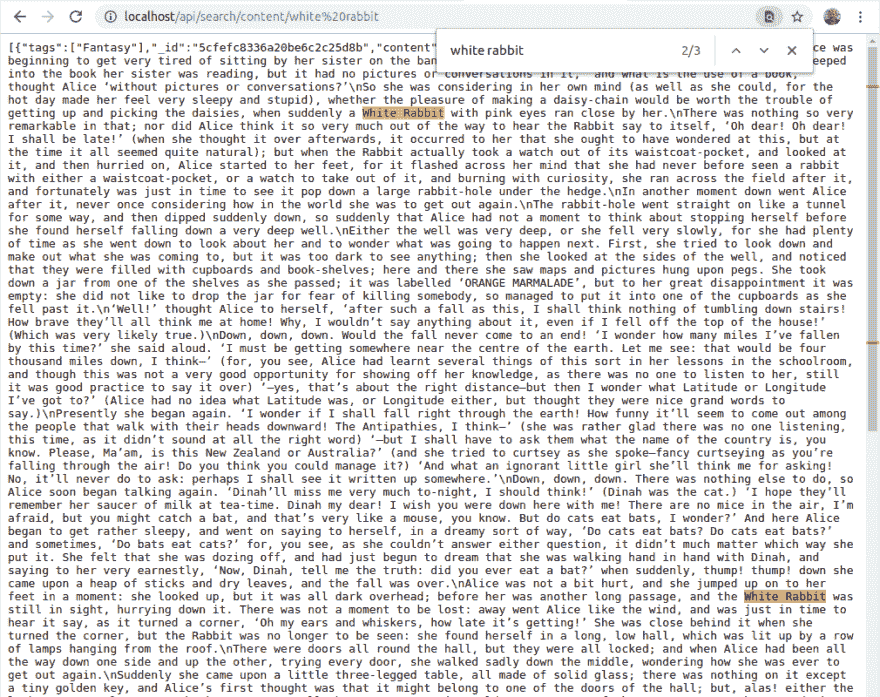 localhost/api/search/content/white%20rabbit
white rabbit 2/3
[{"tags":["Fantasy"],"_id":"5cfefc8336a20be6c2c25d8b","content" ce was
beginning to get very tired of sitting by her sister on the ban eeped
into the book her sister was reading, but it had no pictures or conversations in it, ‘and what is the use of a book,’
thought Alice ‘without pictures or conversations?’\nSo she was considering in her own mind (as well as she could, for the
hot day made her feel very sleepy and stupid), whether the pleasure of making a daisy-chain would be worth the trouble of
getting up and picking the daisies, when suddenly a White Rabbit with pink eyes ran close by her.\nThere was nothing so very
remarkable in that; nor did Alice think it so very much out of the way to hear the Rabbit say to itself, ‘Oh dear! Oh dear!
I shall be late!’ (when she thought it over afterwards, it occurred to her that she ought to have wondered at this, but at
the time it all seemed quite natural); but when the Rabbit actually took a watch out of its waistcoat-pocket, and looked at
it, and then hurried on, Alice started to her feet, for it flashed across her mind that she had never before seen a rabbit
with either a waistcoat-pocket, or a watch to take out of it, and burning with curiosity, she ran across the field after it,
and fortunately was just in time to see it pop down a large rabbit-hole under the hedge.\nIn another moment down went Alice
after it, never once considering how in the world she was to get out again.\nThe rabbit-hole went straight on like a tunnel
for some way, and then dipped suddenly down, so suddenly that Alice had not a moment to think about stopping herself before
she found herself falling down a very deep well.\nEither the well was very deep, or she fell very slowly, for she had plenty
of time as she went down to look about her and to wonder what was going to happen next. First, she tried to look down and
make out what she was coming to, but it was too dark to see anything; then she looked at the sides of the well, and noticed
that they were filled with cupboards and book-shelves; here and there she saw maps and pictures hung upon pegs. She took
down a jar from one of the shelves as she passed; it was labelled ‘ORANGE MARMALADE’, but to her great disappointment it was
empty: she did not like to drop the jar for fear of killing somebody, so managed to put it into one of the cupboards as she
fell past it.\n‘Well!’ thought Alice to herself, ‘after such a fall as this, I shall think nothing of tumbling down stairs!
How brave they’ll all think me at home! Why, I wouldn’t say anything about it, even if I fell off the top of the house!’
(Which was very likely true.)\nDown, down, down. Would the fall never come to an end! ‘I wonder how many miles I’ve fallen
by this time?’ she said aloud. ‘I must be getting somewhere near the centre of the earth. Let me see: that would be four
thousand miles down, I think—’ (for, you see, Alice had learnt several things of this sort in her lessons in the schoolroom,
and though this was not a very good opportunity for showing off her knowledge, as there was no one to listen to her, still
it was good practice to say it over) ‘—yes, that’s about the right distance—but then I wonder what Latitude or Longitude
I’ve got to?’ (Alice had no idea what Latitude was, or Longitude either, but thought they were nice grand words to
say.)\nPresently she began again. ‘I wonder if I shall fall right through the earth! How funny it’ll seem to come out among
the people that walk with their heads downward! The Antipathies, I think—’ (she was rather glad there was no one listening,
this time, as it didn’t sound at all the right word) ‘—but I shall have to ask them what the name of the country is, you
know. Please, Ma’am, is this New Zealand or Australia?’ (and she tried to curtsey as she spoke—fancy curtseying as you’re
falling through the air! Do you think you could manage it?) ‘And what an ignorant little girl she’ll think me for asking!
No, it’ll never do to ask: perhaps I shall see it written up somewhere.’\nDown, down, down. There was nothing else to do, so
Alice soon began talking again. ‘Dinah’ll miss me very much to-night, I should think!’ (Dinah was the cat.) ‘I hope they’ll
remember her saucer of milk at tea-time. Dinah my dear! I wish you were down here with me! There are no mice in the air, I’m
afraid, but you might catch a bat, and that’s very like a mouse, you know. But do cats eat bats, I wonder?’ And here Alice
began to get rather sleepy, and went on saying to herself, in a dreamy sort of way, ‘Do cats eat bats? Do cats eat bats?’
and sometimes, ‘Do bats eat cats?’ for, you see, as she couldn’t answer either question, it didn’t much matter which way she
put it. She felt that she was dozing off, and had just begun to dream that she was walking hand in hand with Dinah, and
saying to her very earnestly, ‘Now, Dinah, tell me the truth: did you ever eat a bat?’ when suddenly, thump! thump! down she
came upon a heap of sticks and dry leaves, and the fall was over.\nAlice was not a bit hurt, and she jumped up on to her
feet in a moment: she looked up, but it was all dark overhead; before her was another long passage, and the White Rabbit was
still in sight, hurrying down it. There was not a moment to be lost: away went Alice like the wind, and was just in time to
hear it say, as it turned a corner, ‘Oh my ears and whiskers, how late it’s getting!’ She was close behind it when she
turned the corner, but the Rabbit was no longer to be seen: she found herself in a long, low hall, which was lit up by a row
of lamps hanging from the roof.\nThere were doors all round the hall, but they were all locked; and when Alice had been all
the way down one side and up the other, trying every door, she walked sadly down the middle, wondering how she was ever to
get out again.\nSuddenly she came upon a little three-legged table, all made of solid glass; there was nothing on it except
a tiny golden key, and Alice’s first thought was that it might belong to one of the doors of the hall; but, alas! either the